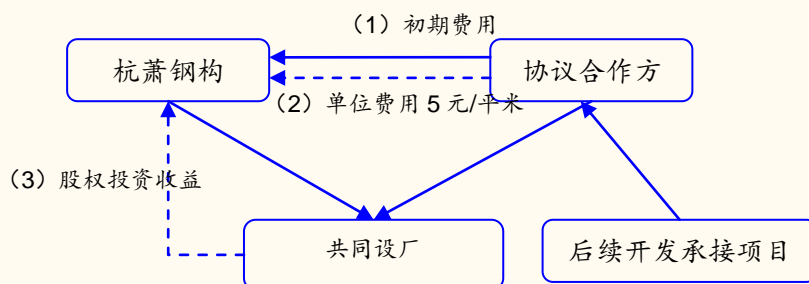 （1）初期费用
杭萧钢构
协议合作方
（2）单位费用 5 元/平米
（3）股权投资收益
共同设厂
后续开发承接项目